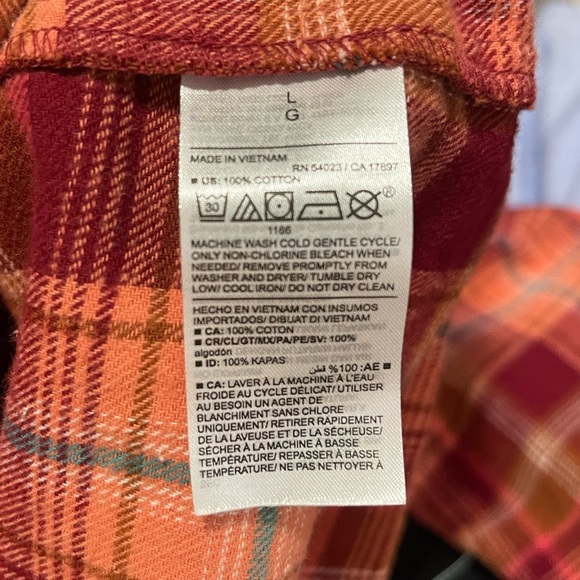 L
G
MADE IN VIETNAM
RN 54023 / CA 17897
■ US: 100% COTTON
30
®
1166
MACHINE WASH COLD GENTLE CYCLE/
ONLY NON-CHLORINE BLEACH WHEN
NEEDED/ REMOVE PROMPTLY FROM
WASHER AND DRYER/ TUMBLE DRY
LOW/ COOL IRON/ DO NOT DRY CLEAN
HECHO EN VIETNAM CON INSUMOS
IMPORTADOS/ DIBUAT DI VIETNAM
■ CA: 100% COTON
■ CR/CL/GT/MX/PA/PE/SV: 100%
algodón
■ ID: 100% KAPAS
■ AE: 100% قطن
■ CA: LAVER À LA MACHINE À L'EAU
FROIDE AU CYCLE DÉLICAT/ UTILISER
AU BESOIN UN AGENT DE
BLANCHIMENT SANS CHLORE
UNIQUEMENT/ RETIRER RAPIDEMENT
DE LA LAVEUSE ET DE LA SÉCHEUSE/
SÉCHER À LA MACHINE À BASSE
TEMPÉRATURE/ REPASSER À BASSE
TEMPÉRATURE/ NE PAS NETTOYER À